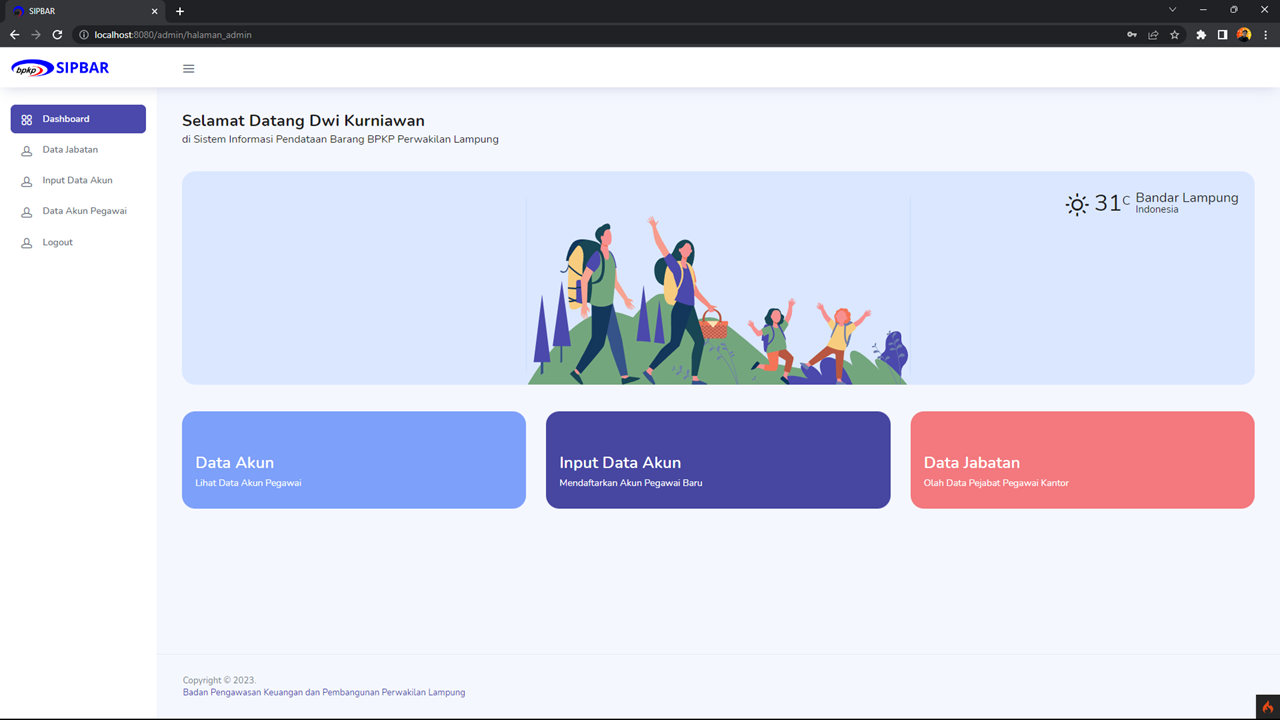 SIPBAR
localhost:8080/admin/halaman_admin
bpkp SIPBAR
Dashboard
Data Jabatan
Input Data Akun
Data Akun Pegawai
Logout
Selamat Datang Dwi Kurniawan
di Sistem Informasi Pendataan Barang BPKP Perwakilan Lampung
31C Bandar Lampung
Indonesia
Data Akun
Lihat Data Akun Pegawai
Input Data Akun
Mendaftarkan Akun Pegawai Baru
Data Jabatan
Olah Data Pejabat Pegawai Kantor
Copyright © 2023.
Badan Pengawasan Keuangan dan Pembangunan Perwakilan Lampung